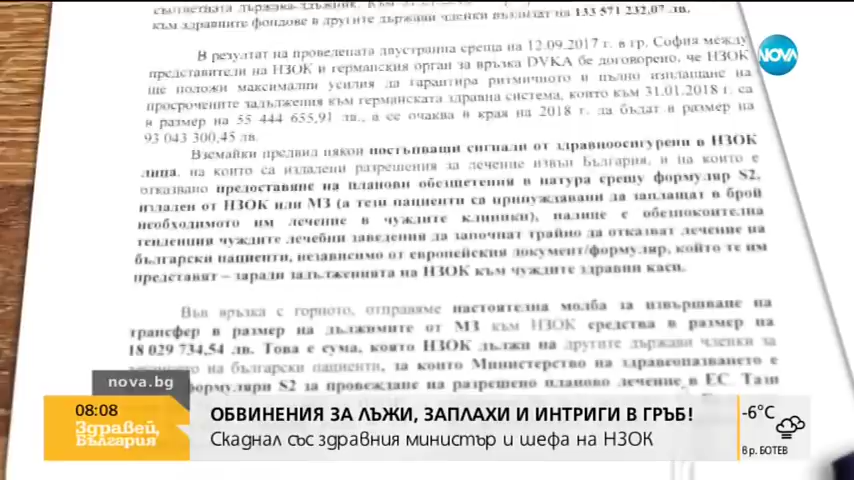 към здравните фондове в другите държави членки възлизат на 133 571 232,07 лв.
В резултат на проведената двустранна среща на 12.09.2017 г. в гр. София между
представители на НЗОК и германския орган за връзка DVKA бе договорено, че НЗОК
ще положи максимални усилия да гарантира ритмичното и пълно изплащане на
просрочените задължения към германската здравна система, които към 31.01.2018 г. са
в размер на 55 444 655,91 лв., а се очаква в края на 2018 г. да бъдат в размер на
93 043 300,45 лв.
Вземайки предвид някои постъпващи сигнали от здравноосигурени в НЗОК
лица, на които са издадени разрешения за лечение извън България, и на които е
отказано предоставяне на планови обезщетения в натура срещу формуляр S2,
издаден от НЗОК или МЗ (а тези пациенти са принуждавани да заплащат в брой
необходимото им лечение в чуждите клиники), налице е обезпокоителна
тенденция чуждите лечебни заведения да започнат трайно да отказват лечение на
български пациенти, независимо от европейския документ/формуляр, който те им
представят – заради задълженията на НЗОК към чуждите здравни каси.
Във връзка с горното, отправяме настоятелна молба за извършване на
трансфер в размер на дължимите от МЗ към НЗОК средства в размер на
18 029 734,54 лв. Това е сума, която НЗОК дължи на другите държави членки за
на български пациенти, за които Министерство на здравеопазването е
формуляри S2 за провеждане на разрешено планово лечение в ЕС. Тази
NOVA
nova.bg
08:08
Здравей,
България
ОБВИНЕНИЯ ЗА ЛЪЖИ, ЗАПЛАХИ И ИНТРИГИ В ГРЪБ!
Скаднал със здравния министър и шефа на НЗОК
-6°C
вр. БОТЕВ